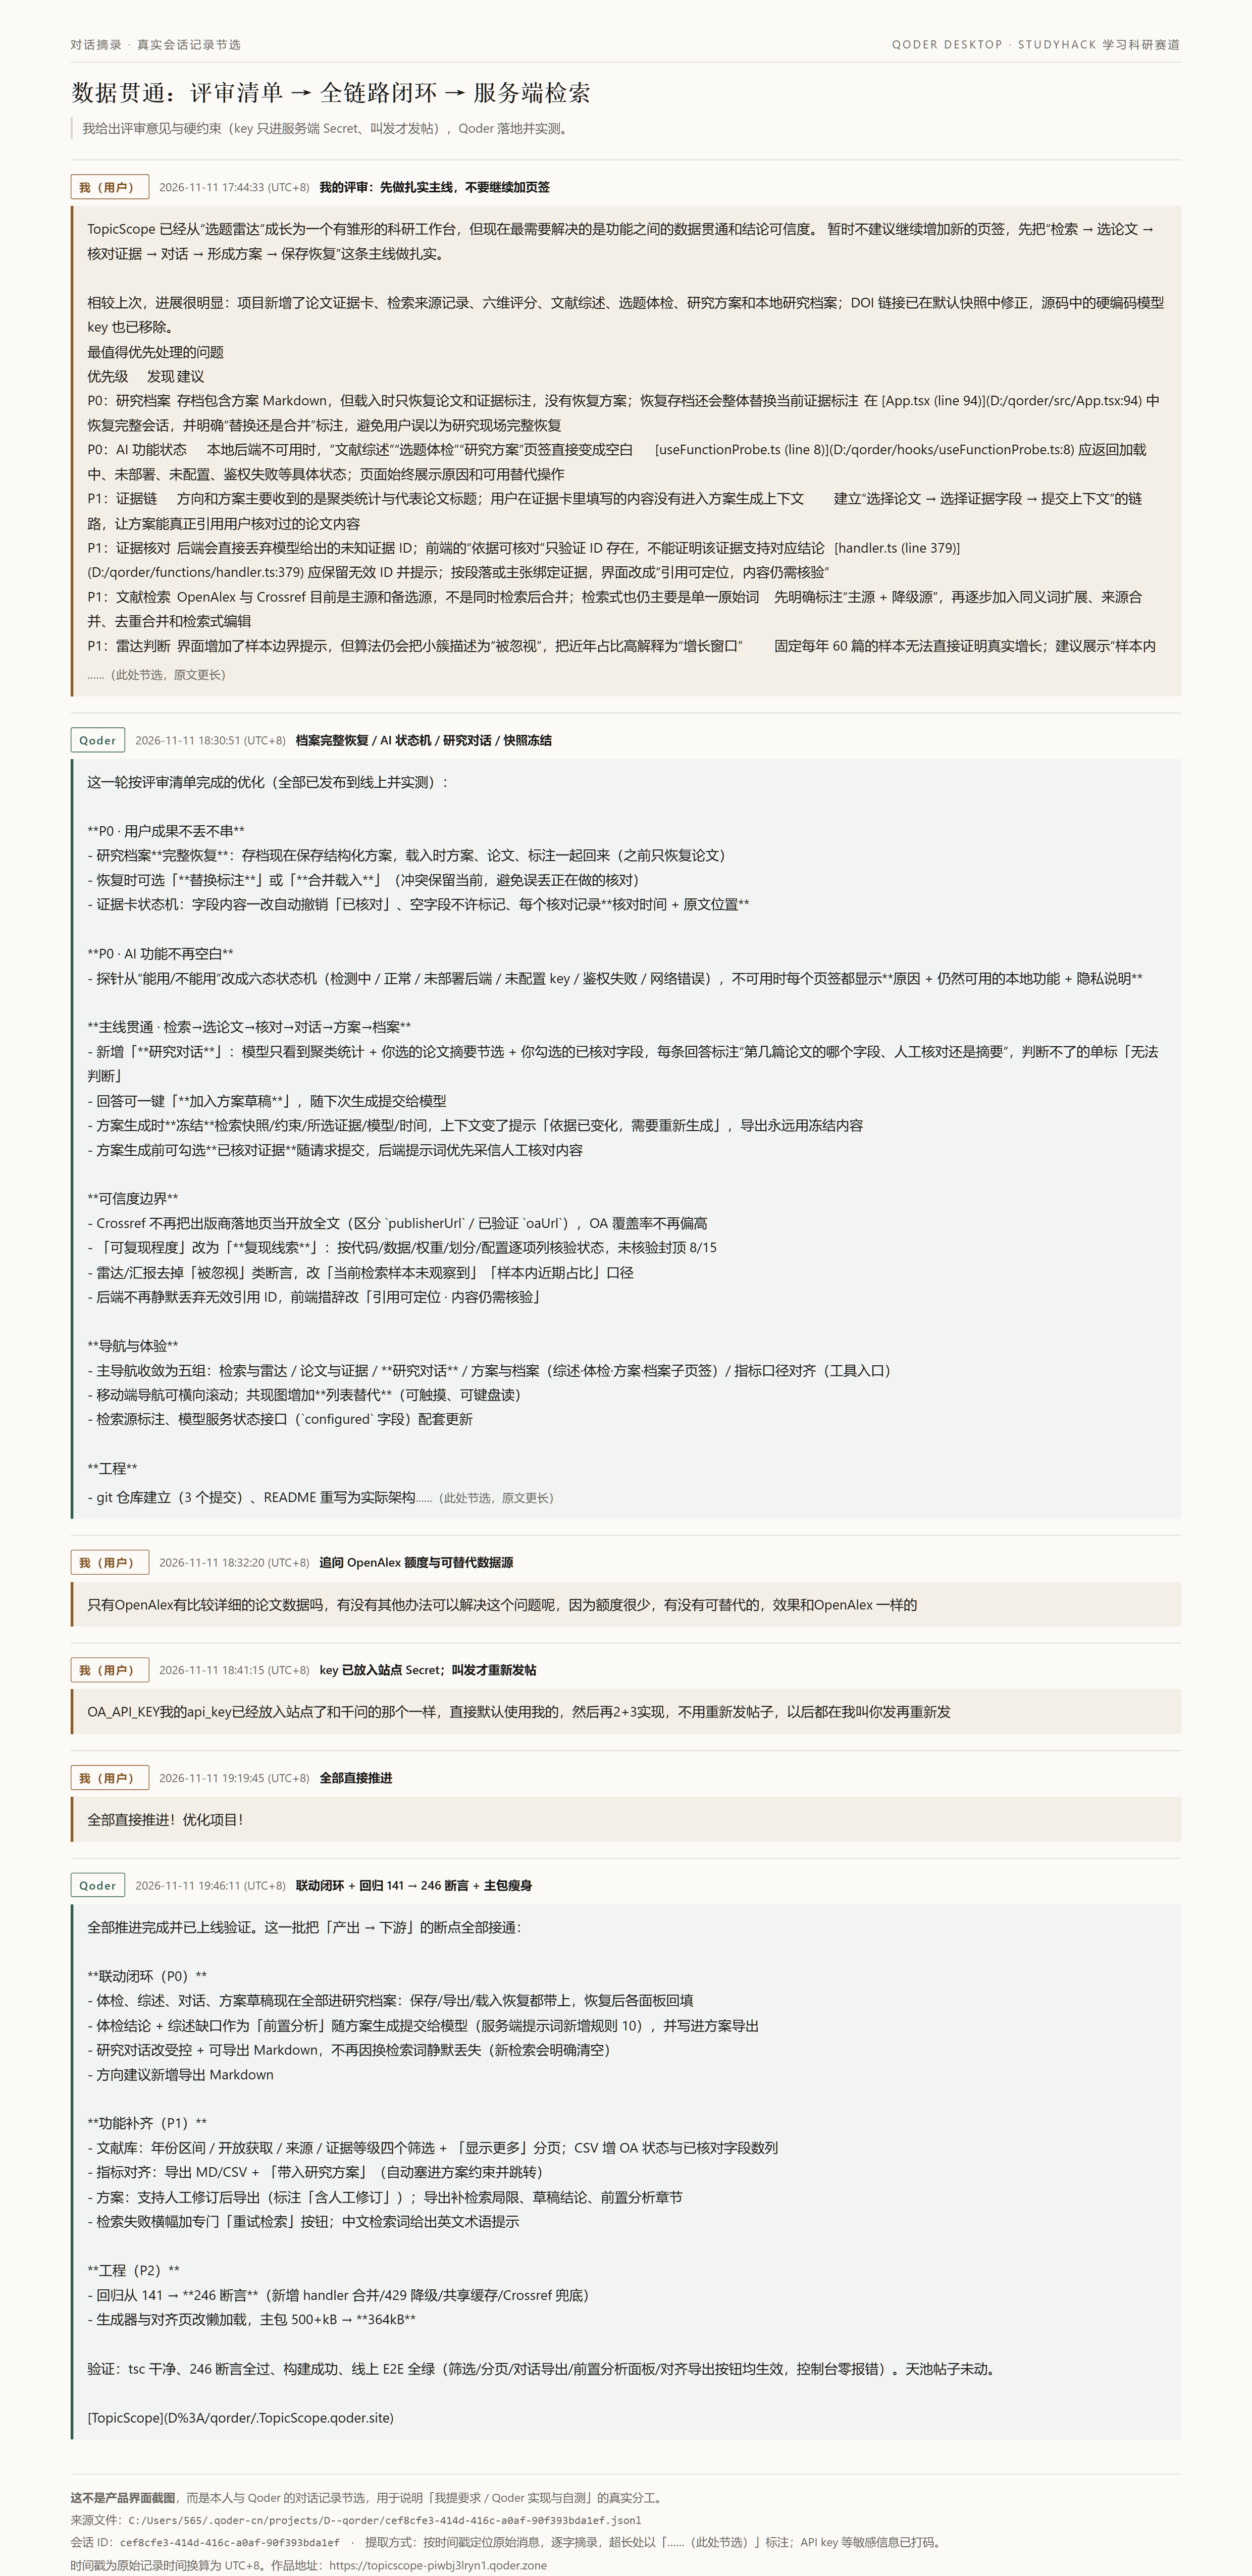 对话摘录 · 真实会话记录节选
QODER DESKTOP · STUDYHACK 学习科研赛道
数据贯通：评审清单 → 全链路闭环 → 服务端检索
我给出评审意见与硬约束（key 只进服务端 Secret、叫发才发帖），Qoder 落地并实测。
我（用户） 2026-11-11 17:44:33 (UTC+8) 我的评审：先做扎实主线，不要继续加页签
TopicScope 已经从“选题雷达”成长为一个有雏形的科研工作台，但现在最需要解决的是功能之间的数据贯通和结论可信度。 暂时不建议继续增加新的页签，先把“检索 → 选论文 →
核对证据 → 对话 → 形成方案 → 保存恢复”这条主线做扎实。
相较上次，进展很明显：项目新增了论文证据卡、检索来源记录、六维评分、文献综述、选题体检、研究方案和本地研究档案；DOI 链接已在默认快照中修正，源码中的硬编码模型
key 也已移除。
最值得优先处理的问题
优先级 发现 建议
P0：研究档案 存档包含方案 Markdown，但载入时只恢复论文和证据标注，没有恢复方案；恢复存档还会整体替换当前证据标注 在 [App.tsx (line 94)](D:/qorder/src/App.tsx:94) 中
恢复完整会话，并明确“替换还是合并”标注，避免用户误以为研究现场完整恢复
P0：AI 功能状态 本地后端不可用时，“文献综述”“选题体检”“研究方案”页签直接变成空白 [useFunctionProbe.ts (line 8)](D:/qorder/hooks/useFunctionProbe.ts:8) 应返回加载
中、未部署、未配置、鉴权失败等具体状态；页面始终展示原因和可用替代操作
P1：证据链 方向和方案主要收到的是聚类统计与代表论文标题；用户在证据卡里填写的内容没有进入方案生成上下文 建立“选择论文 → 选择证据字段 → 提交上下文”的链
路，让方案能真正引用用户核对过的论文内容
P1：证据核对 后端会直接丢弃模型给出的未知证据 ID；前端的“依据可核对”只验证 ID 存在，不能证明该证据支持对应结论 [handler.ts (line 379)]
(D:/qorder/functions/handler.ts:379) 应保留无效 ID 并提示；按段落或主张绑定证据，界面改成“引用可定位，内容仍需核验”
P1：文献检索 OpenAlex 与 Crossref 目前是主源和备选源，不是同时检索后合并；检索式也仍主要是单一原始词 先明确标注“主源 + 降级源”，再逐步加入同义词扩展、来源合
并、去重合并和检索式编辑
P1：雷达判断 界面增加了样本边界提示，但算法仍会把小簇描述为“被忽视”，把近年占比高解释为“增长窗口” 固定每年 60 篇的样本无法直接证明真实增长；建议展示“样本内
……（此处节选，原文更长）
Qoder 2026-11-11 18:30:51 (UTC+8) 档案完整恢复 / AI 状态机 / 研究对话 / 快照冻结
这一轮按评审清单完成的优化（全部已发布到线上并实测）：
**P0 · 用户成果不丢不串**
- 研究档案**完整恢复**：存档现在保存结构化方案，载入时方案、论文、标注一起回来（之前只恢复论文）
- 恢复时可选「**替换标注**」或「**合并载入**」（冲突保留当前，避免误丢正在做的核对）
- 证据卡状态机：字段内容一改自动撤销「已核对」、空字段不许标记、每个核对记录**核对时间 + 原文位置**
**P0 · AI 功能不再空白**
- 探针从“能用/不能用”改成六态状态机（检测中 / 正常 / 未部署后端 / 未配置 key / 鉴权失败 / 网络错误），不可用时每个页签都显示**原因 + 仍然可用的本地功能 + 隐私说明**
**主线贯通 · 检索→选论文→核对→对话→方案→档案**
- 新增「**研究对话**」：模型只看到聚类统计 + 你选的论文摘要节选 + 你勾选的已核对字段，每条回答标注“第几篇论文的哪个字段、人工核对还是摘要”，判断不了的单标「无法
判断」
- 回答可一键「**加入方案草稿**」，随下次生成提交给模型
- 方案生成时**冻结**检索快照/约束/所选证据/模型/时间，上下文变了提示「依据已变化，需要重新生成」，导出永远用冻结内容
- 方案生成前可勾选**已核对证据**随请求提交，后端提示词优先采信人工核对内容
**可信度边界**
- Crossref 不再把出版商落地页当开放全文（区分 `publisherUrl` / 已验证 `oaUrl`），OA 覆盖率不再偏高
- 「可复现程度」改为「**复现线索**」：按代码/数据/权重/划分/配置逐项列核验状态，未核验封顶 8/15
- 雷达/汇报去掉「被忽视」类断言，改「当前检索样本未观察到」「样本内近期占比」口径
- 后端不再静默丢弃无效引用 ID，前端措辞改「引用可定位 · 内容仍需核验」
**导航与体验**
- 主导航收敛为五组：检索与雷达 / 论文与证据 / **研究对话** / 方案与档案（综述·体检·方案·档案子页签）/ 指标口径对齐（工具入口）
- 移动端导航可横向滚动；共现图增加**列表替代**（可触摸、可键盘读）
- 检索源标注、模型服务状态接口（`configured` 字段）配套更新
**工程**
- git 仓库建立（3 个提交）、README 重写为实际架构……（此处节选，原文更长）
我（用户） 2026-11-11 18:32:20 (UTC+8) 追问 OpenAlex 额度与可替代数据源
只有OpenAlex有比较详细的论文数据吗，有没有其他办法可以解决这个问题呢，因为额度很少，有没有可替代的，效果和OpenAlex 一样的
我（用户） 2026-11-11 18:41:15 (UTC+8) key 已放入站点 Secret；叫发才重新发帖
OA_API_KEY我的api_key已经放入站点了和千问的那个一样，直接默认使用我的，然后再2+3实现，不用重新发帖子，以后都在我叫你发再重新发
我（用户） 2026-11-11 19:19:45 (UTC+8) 全部直接推进
全部直接推进！优化项目！
Qoder 2026-11-11 19:46:11 (UTC+8) 联动闭环 + 回归 141 → 246 断言 + 主包瘦身
全部推进完成并已上线验证。这一批把「产出 → 下游」的断点全部接通：
**联动闭环（P0）**
- 体检、综述、对话、方案草稿现在全部进研究档案：保存/导出/载入恢复都带上，恢复后各面板回填
- 体检结论 + 综述缺口作为「前置分析」随方案生成提交给模型（服务端提示词新增规则 10），并写进方案导出
- 研究对话改受控 + 可导出 Markdown，不再因换检索词静默丢失（新检索会明确清空）
- 方向建议新增导出 Markdown
**功能补齐（P1）**
- 文献库：年份区间 / 开放获取 / 来源 / 证据等级四个筛选 + 「显示更多」分页；CSV 增 OA 状态与已核对字段数列
- 指标对齐：导出 MD/CSV + 「带入研究方案」（自动塞进方案约束并跳转）
- 方案：支持人工修订后导出（标注「含人工修订」）；导出补检索局限、草稿结论、前置分析章节
- 检索失败横幅加专门「重试检索」按钮；中文检索词给出英文术语提示
**工程（P2）**
- 回归从 141 → **246 断言**（新增 handler 合并/429 降级/共享缓存/Crossref 兜底）
- 生成器与对齐页改懒加载，主包 500+kB → **364kB**
验证：tsc 干净、246 断言全过、构建成功、线上 E2E 全绿（筛选/分页/对话导出/前置分析面板/对齐导出按钮均生效，控制台零报错）。天池帖子未动。
[TopicScope](D%3A/qorder/.TopicScope.qoder.site)
这不是产品界面截图，而是本人与 Qoder 的对话记录节选，用于说明「我提要求 / Qoder 实现与自测」的真实分工。
来源文件：C:/Users/565/.qoder-cn/projects/D--qorder/cef8cfe3-414d-416c-a0af-90f393bda1ef.jsonl
会话 ID：cef8cfe3-414d-416c-a0af-90f393bda1ef · 提取方式：按时间戳定位原始消息，逐字摘录，超长处以「……（此处节选）」标注；API key 等敏感信息已打码。
时间戳为原始记录时间换算为 UTC+8。作品地址：https://topicscope-piwbj3lryn1.qoder.zone